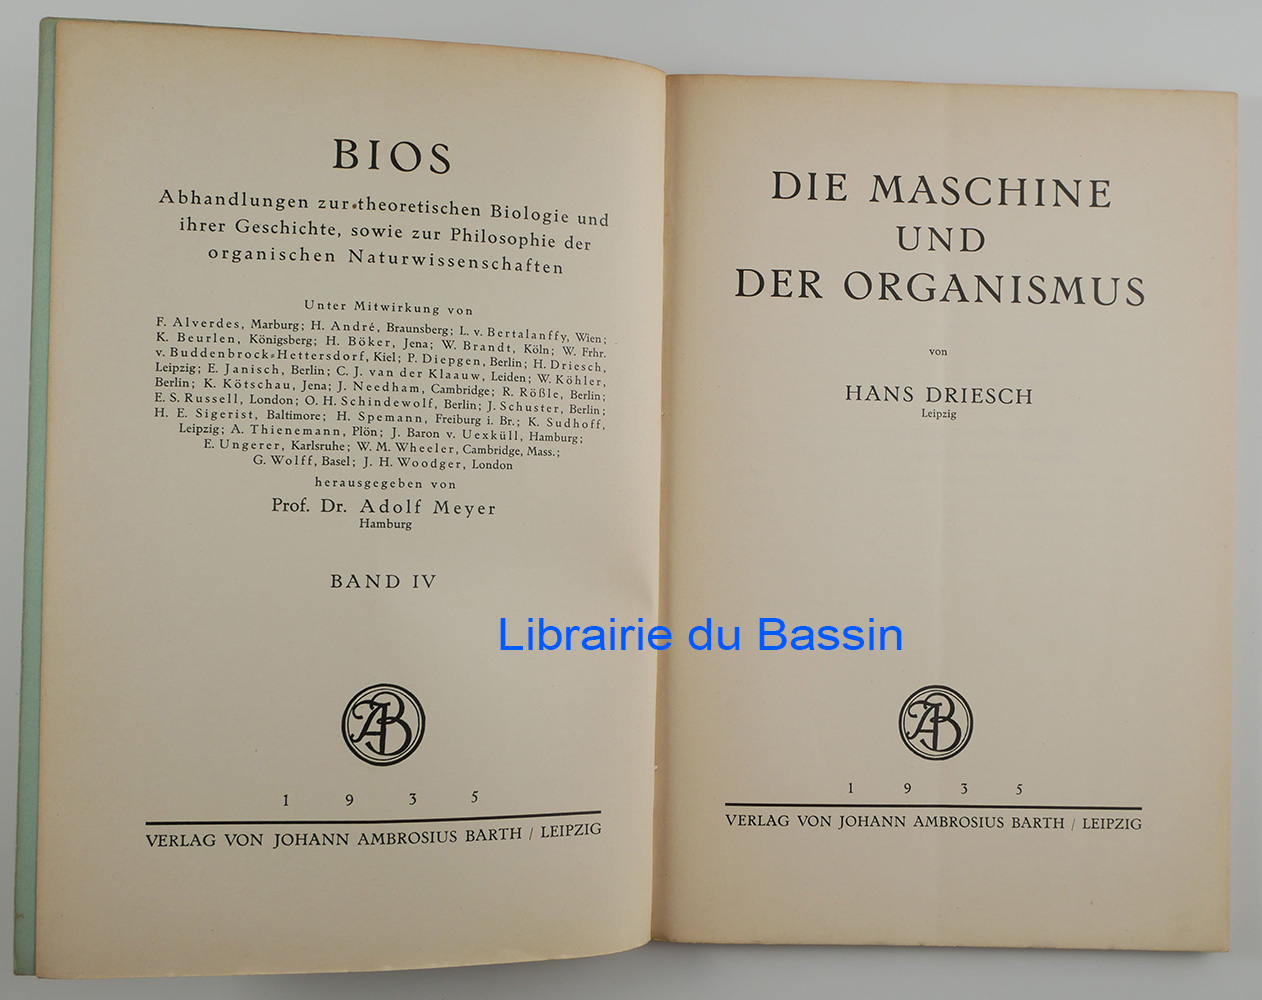 BIOS
Abhandlungen zur theoretischen Biologie und
ihrer Geschichte, sowie zur Philosophie der
organischen Naturwissenschaften
Unter Mitwirkung von
F. Alverdes, Marburg; H. André, Braunsberg; L. v. Bertalanffy, Wien;
K. Beurlen, Königsberg; H. Böker, Jena; W. Brandt, Köln; W. Frhr.
v. Buddenbrock-Hettersdorf, Kiel; P. Diepgen, Berlin; H. Driesch,
Leipzig; E. Janisch, Berlin; C. J. van der Klaauw, Leiden; W. Köhler,
Berlin; K. Kötschau, Jena; J. Needham, Cambridge; R. Rößle, Berlin;
E. S. Russell, London; O. H. Schindewolf, Berlin; J. Schuster, Berlin;
H. E. Sigerist, Baltimore; H. Spemann, Freiburg i. Br.; K. Sudhoff,
Leipzig; A. Thienemann, Plön; J. Baron v. Uexküll, Hamburg;
E. Ungerer, Karlsruhe; W. M. Wheeler, Cambridge, Mass.;
G. Wolff, Basel; J. H. Woodger, London
herausgegeben von
Prof. Dr. Adolf Meyer
Hamburg
BAND IV
AB
1 9 3 5
VERLAG VON JOHANN AMBROSIUS BARTH / LEIPZIG
DIE MASCHINE
UND
DER ORGANISMUS
von
HANS DRIESCH
Leipzig
AB
1 9 3 5
VERLAG VON JOHANN AMBROSIUS BARTH / LEIPZIG
Librairie du Bassin